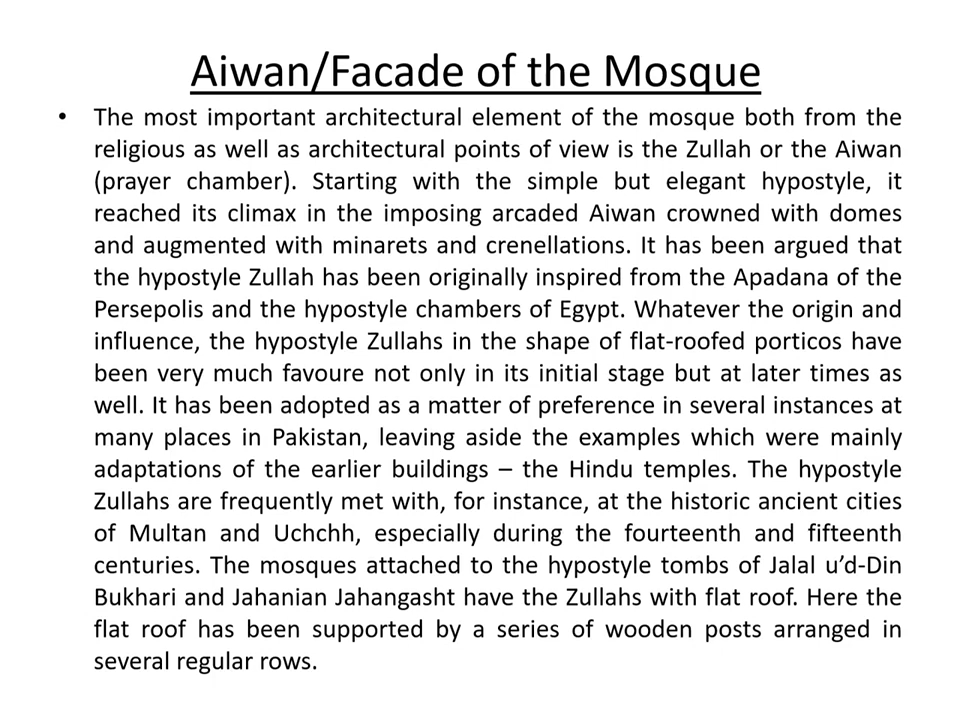 Aiwan/Facade of the Mosque
• The most important architectural element of the mosque both from the
religious as well as architectural points of view is the Zullah or the Aiwan
(prayer chamber). Starting with the simple but elegant hypostyle, it
reached its climax in the imposing arcaded Aiwan crowned with domes
and augmented with minarets and crenellations. It has been argued that
the hypostyle Zullah has been originally inspired from the Apadana of the
Persepolis and the hypostyle chambers of Egypt. Whatever the origin and
influence, the hypostyle Zullahs in the shape of flat-roofed porticos have
been very much favoure not only in its initial stage but at later times as
well. It has been adopted as a matter of preference in several instances at
many places in Pakistan, leaving aside the examples which were mainly
adaptations of the earlier buildings – the Hindu temples. The hypostyle
Zullahs are frequently met with, for instance, at the historic ancient cities
of Multan and Uchchh, especially during the fourteenth and fifteenth
centuries. The mosques attached to the hypostyle tombs of Jalal u’d-Din
Bukhari and Jahanian Jahangasht have the Zullahs with flat roof. Here the
flat roof has been supported by a series of wooden posts arranged in
several regular rows.